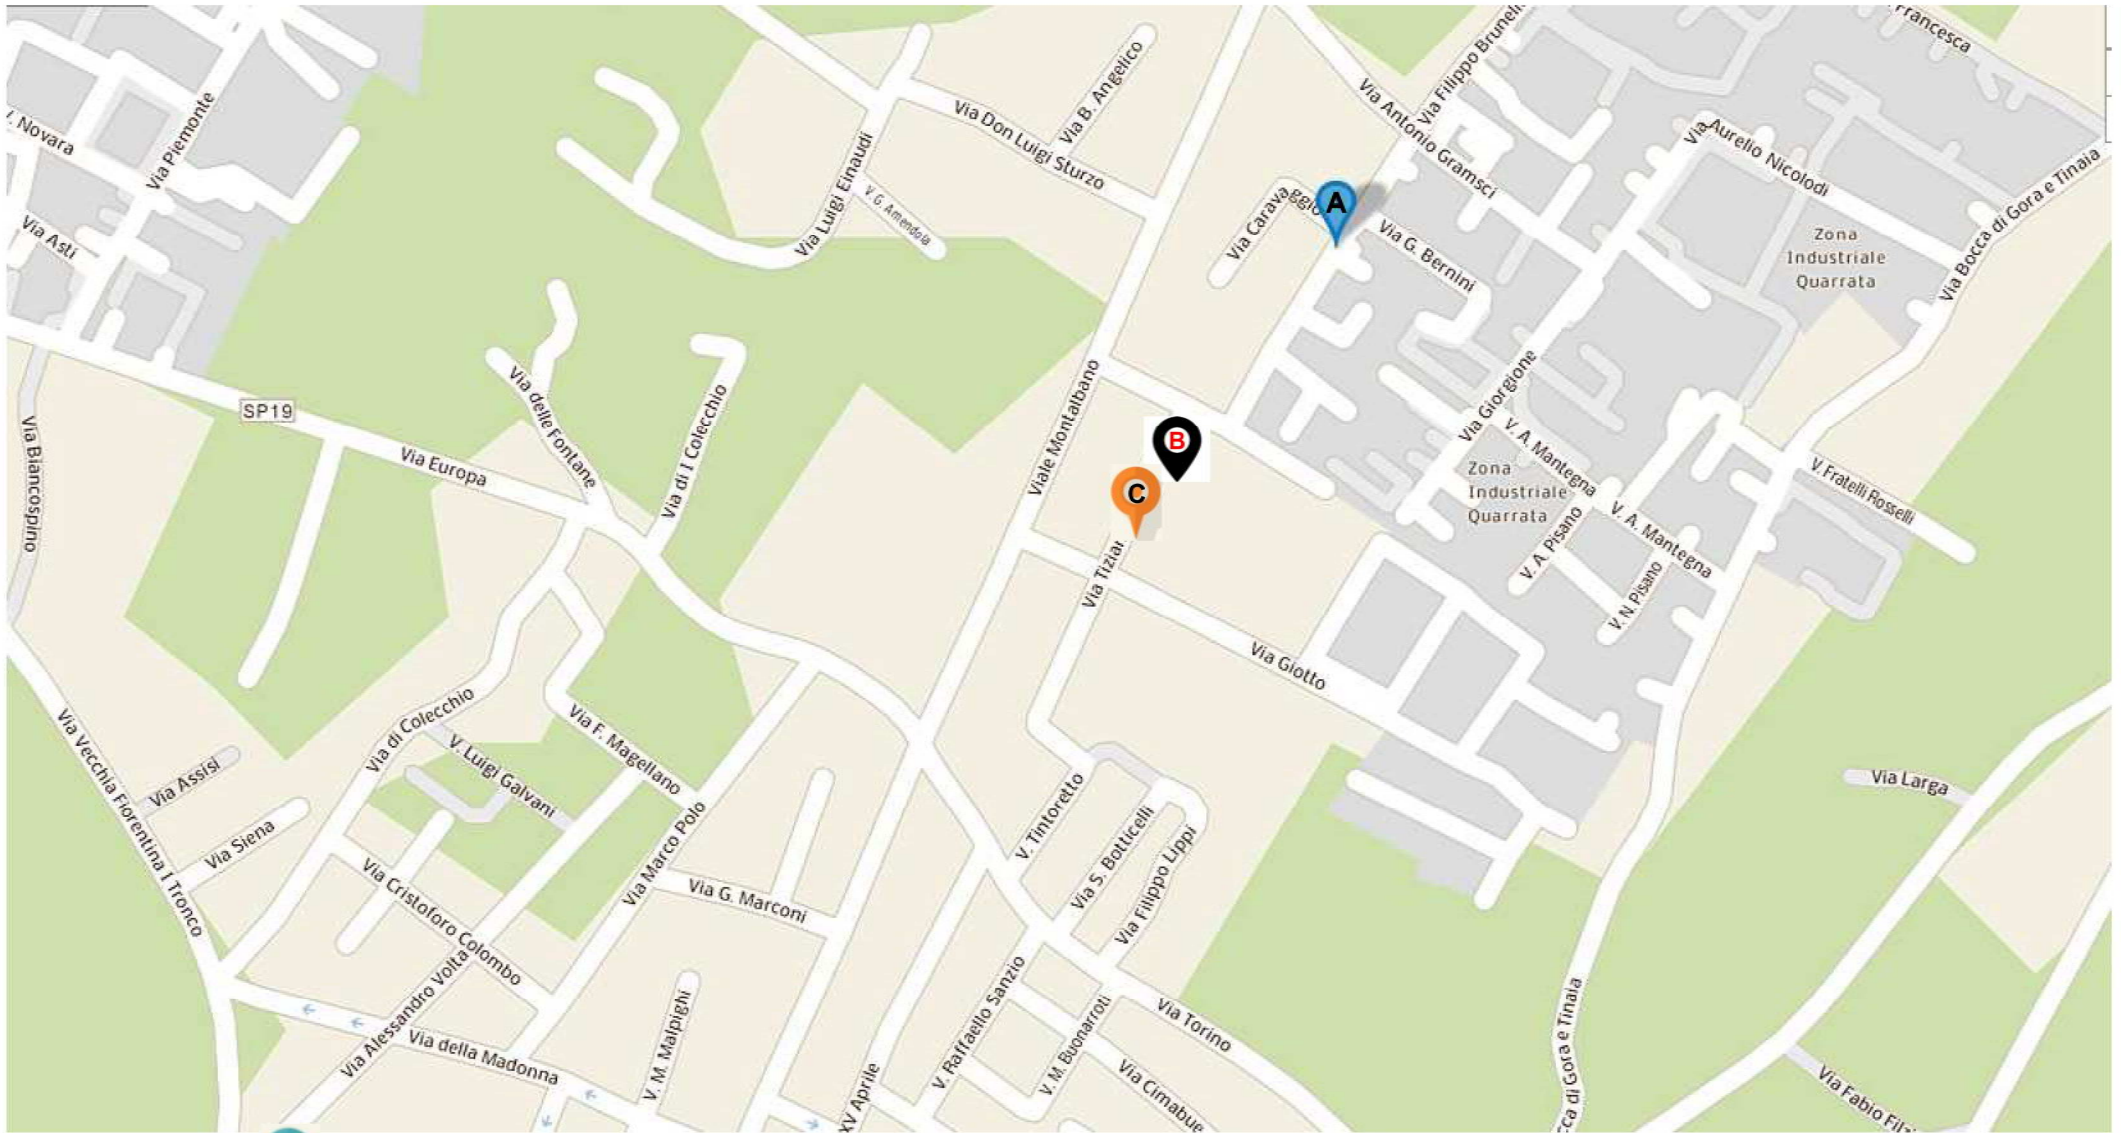 Francesca
Via Filippo Brunell
Via B. Angelico
Via Don Luigi Sturzo
Via Antonio Gramsci
Via Aurelio Nicolodi
Via Piemonte
Novara
Via Asti
Via Luigi Einaudi
V. G. Amendola
Via Carava
ggio
A
Via G. Bernini
Zona
Industriale
Quarrata
Via Bocca di Gora e Tinaia
SP19
Via Europa
Via delle Fontane
Via di I Colecchio
Viale Montalbano
B
C
Via Giorgione
V. A. Mantegna
Zona
Industriale
Quarrata
V. A. Mantegna
V. Fratelli Rosselli
V. A. Pisano
V. N. Pisano
Via Biancospino
Via Tizia
Via Giotto
Via Vecchia Fiorentina I Tronco
Via Assisi
Via Siena
Via di Colecchio
V. Luigi Galvani
Via F. Magellano
Via Marco Polo
Via G. Marconi
V. Tintoretto
Via S. Botticelli
Via Filippo Lippi
Via Larga
Via Cristoforo Colombo
Via Alessandro Volta
Via della Madonna
V. M. Malpighi
XV Aprile
V. Raffaello Sanzio
V. M. Buonarroti
Via Torino
Via Cimabue
cca di Gora e Tinaia
Via Fabio Filz